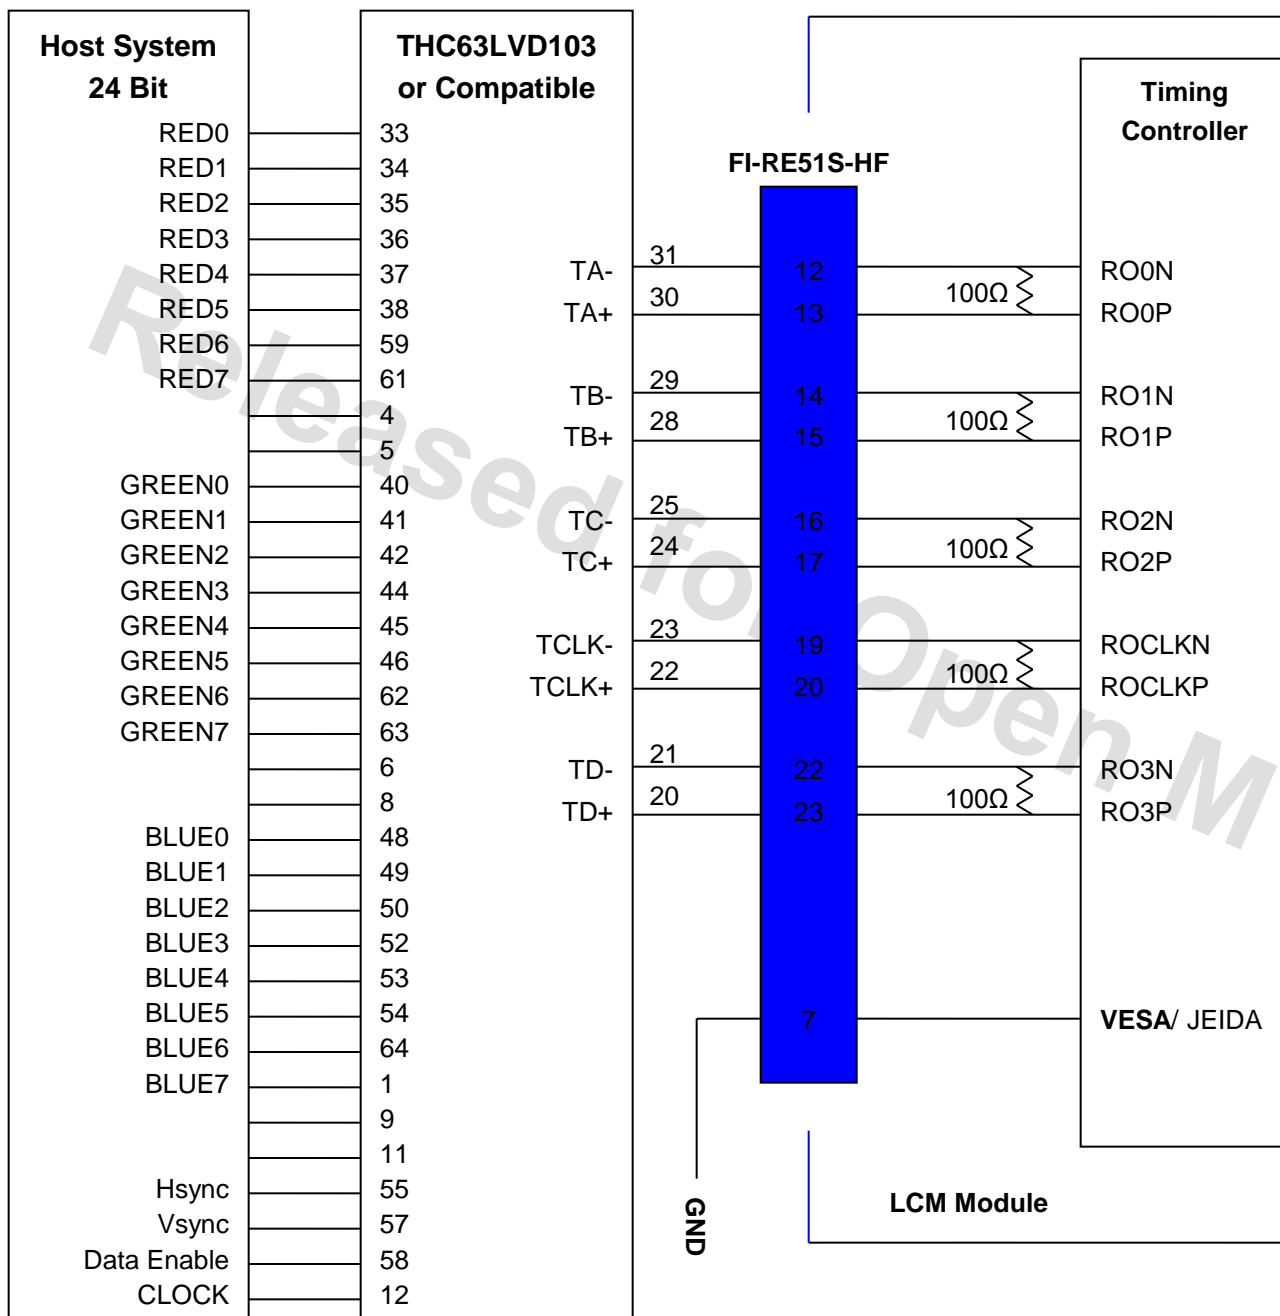 Host System
24 Bit
RED0
RED1
RED2
RED3
RED4
RED5
RED6
RED7
GREEN0
GREEN1
GREEN2
GREEN3
GREEN4
GREEN5
GREEN6
GREEN7
BLUE0
BLUE1
BLUE2
BLUE3
BLUE4
BLUE5
BLUE6
BLUE7
Hsync
Vsync
Data Enable
CLOCK
THC63LVD103
or Compatible
33
34
35
36
37
38
59
61
4
5
40
41
42
44
45
46
62
63
6
8
48
49
50
52
53
54
64
1
9
11
55
57
58
12
TA-
TA+
TB-
TB+
TC-
TC+
TCLK-
TCLK+
TD-
TD+
31
30
29
28
25
24
23
22
21
20
FI-RE51S-HF
12
13
14
15
16
17
19
20
22
23
7
GND
100Ω
100Ω
100Ω
100Ω
100Ω
Timing
Controller
RO0N
RO0P
RO1N
RO1P
RO2N
RO2P
ROCLKN
ROCLKP
RO3N
RO3P
VESA/ JEIDA
LCM Module
Released for Open M